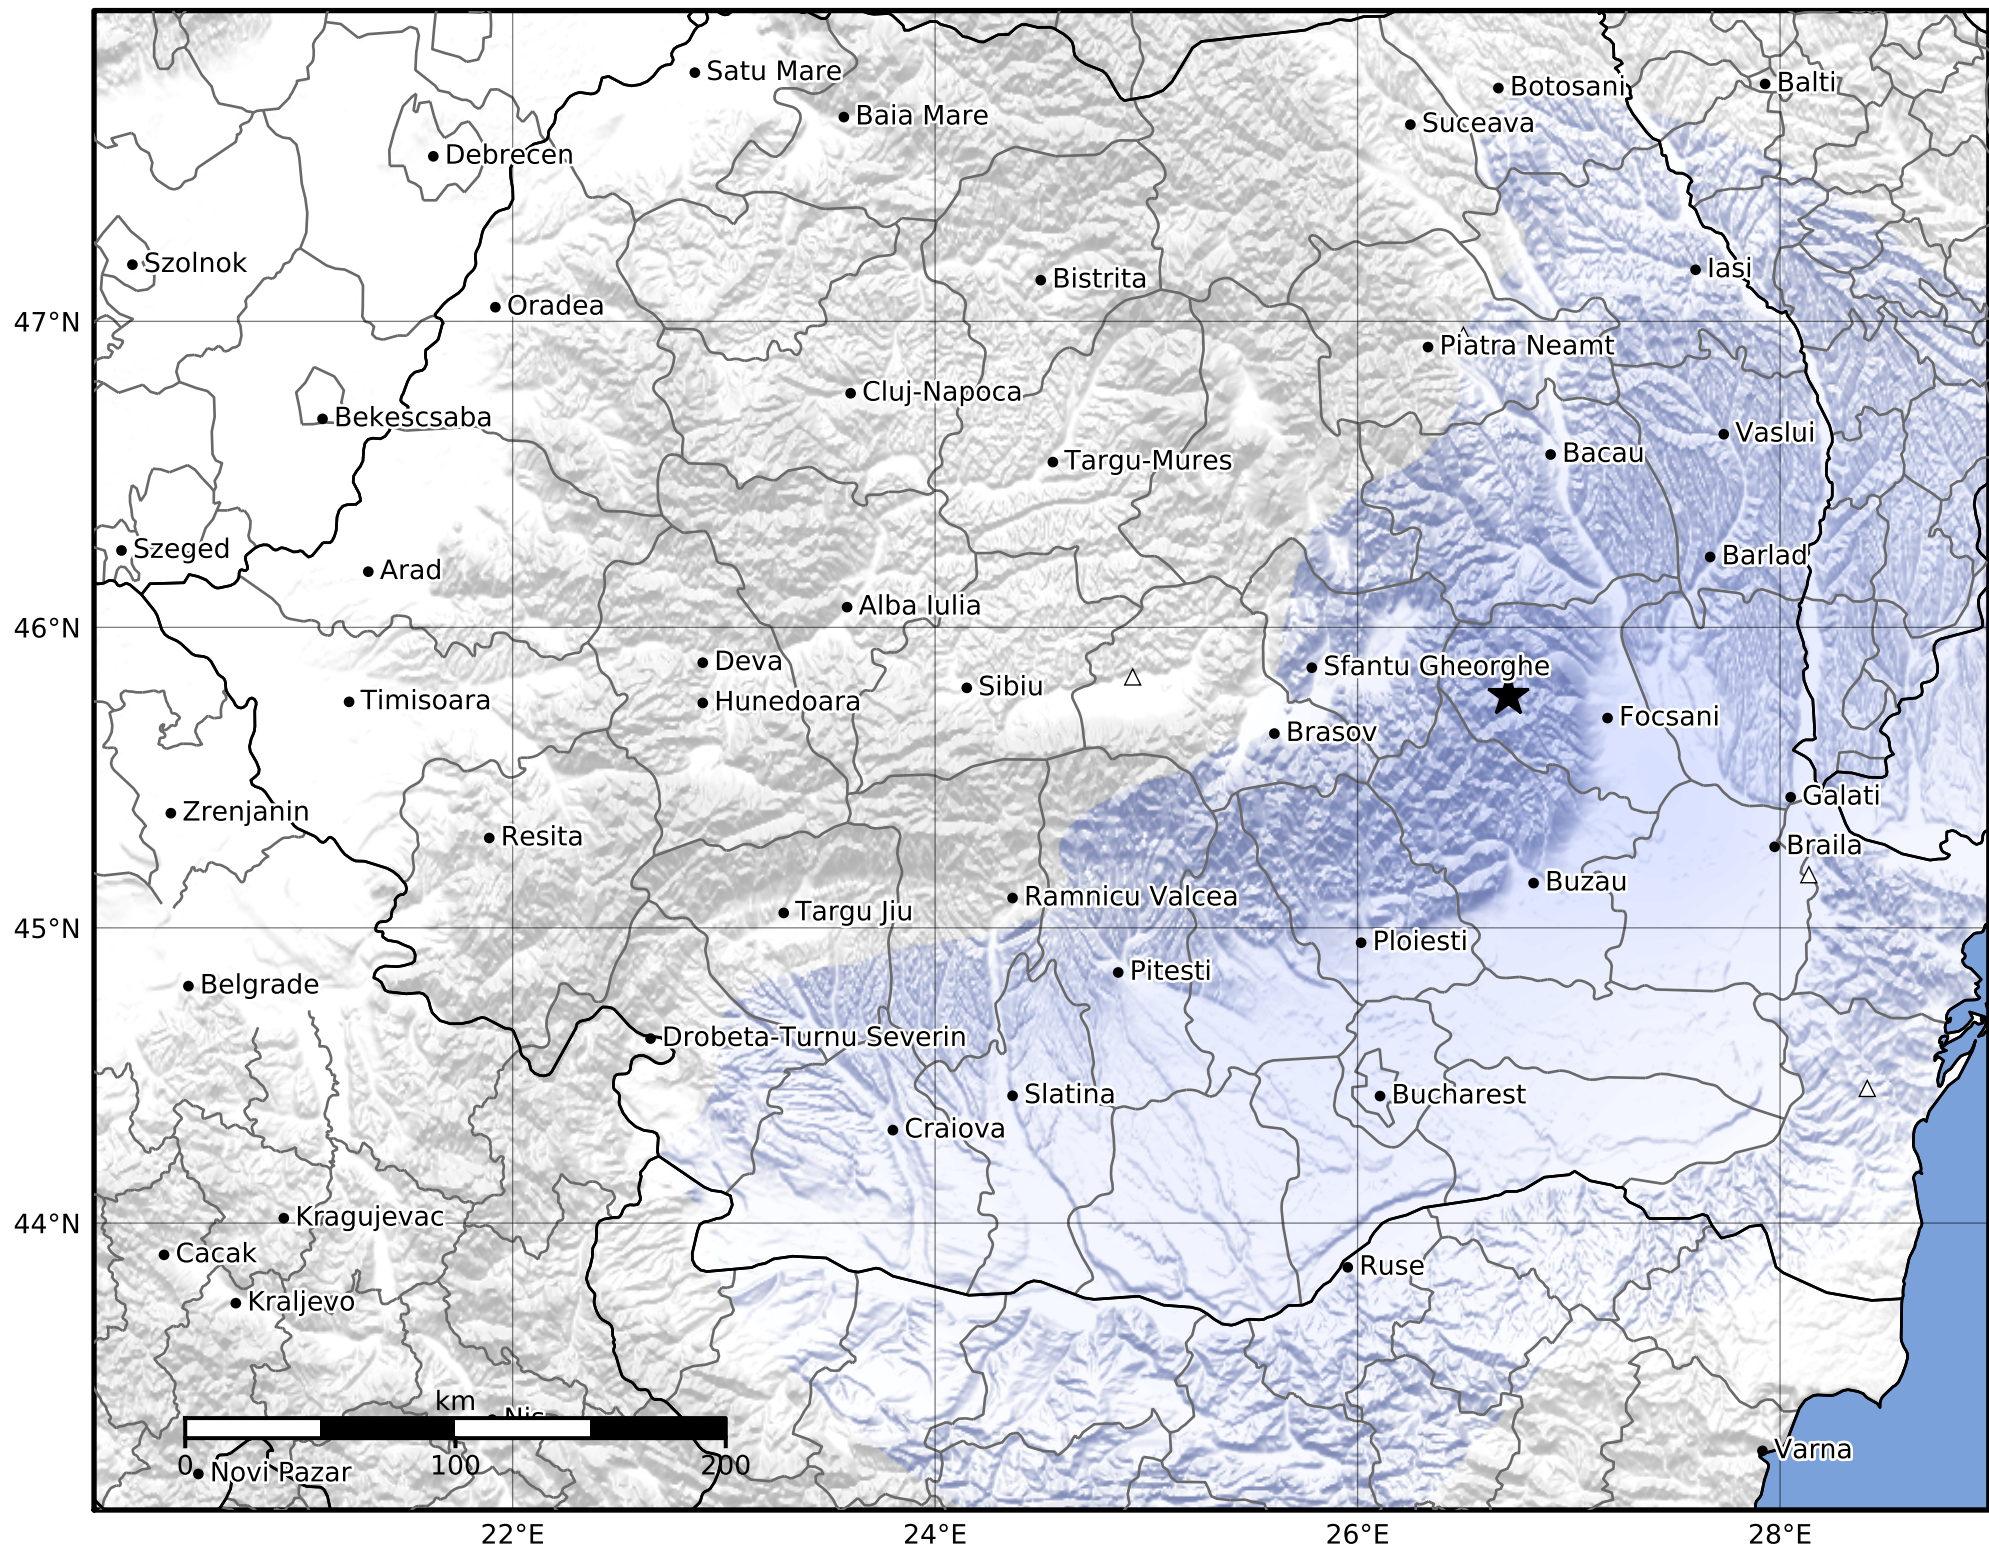 Satu Mare
Botosani
Balti
Baia Mare
Suceava
Debrecen
Szolnok
Iasi
Bistrita
Oradea
47°N
Piatra Neamt
Cluj-Napoca
Bekescsaba
Vaslui
Bacau
Targu-Mures
Szeged
Barlad
Arad
Alba Iulia
46°N
Deva
Sfantu Gheorghe
Sibiu
Timisoara
Hunedoara
Focsani
Brasov
Galati
Zrenjanin
Resita
Braila
Buzau
Ramnicu Valcea
Targu Jiu
45°N
Ploiesti
Pitesti
Belgrade
Drobeta-Turnu Severin
Slatina
Bucharest
Craiova
Kragujevac
44°N
Cacak
Ruse
Kraljevo
km
Nis
Varna
0 100 200
Novi Pazar
22°E 24°E 26°E 28°E